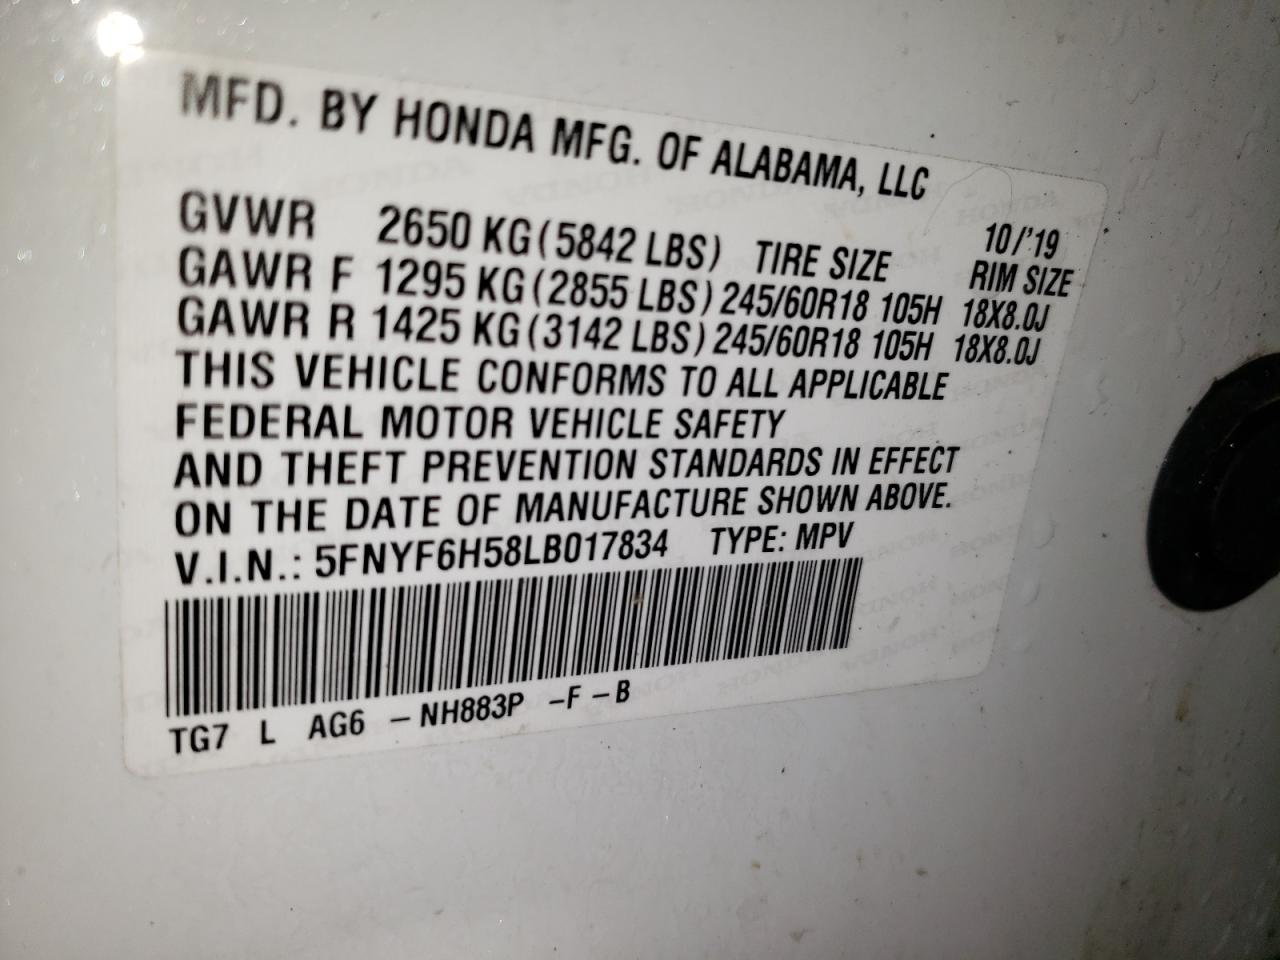 MFD. BY HONDA MFG. OF ALABAMA, LLC
10/'19
GVWR 2650 KG (5842 LBS) TIRE SIZE RIM SIZE
GAWR F 1295 KG (2855 LBS) 245/60R18 105H 18X8.0J
GAWR R 1425 KG (3142 LBS) 245/60R18 105H 18X8.0J
THIS VEHICLE CONFORMS TO ALL APPLICABLE
FEDERAL MOTOR VEHICLE SAFETY
AND THEFT PREVENTION STANDARDS IN EFFECT
ON THE DATE OF MANUFACTURE SHOWN ABOVE.
V.I.N.: 5FNYF6H58LB017834 TYPE: MPV
TG7 L AG6 – NH883P – F – B